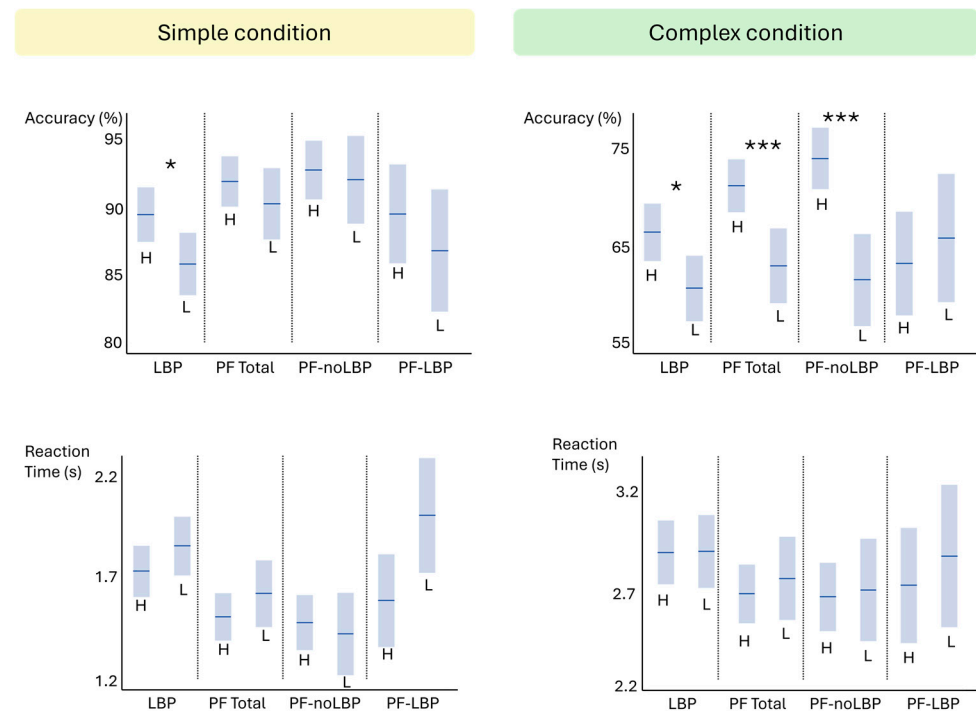 Simple condition
Complex condition
Accuracy (%)
95
90
85
80
*
H
L
H
L
H
L
H
L
LBP
PF Total
PF-noLBP
PF-LBP
Accuracy (%)
75
65
55
*
***
***
H
L
H
L
H
L
H
L
LBP
PF Total
PF-noLBP
PF-LBP
Reaction
Time (s)
2.2
1.7
1.2
H
L
H
L
H
L
H
L
LBP
PF Total
PF-noLBP
PF-LBP
Reaction
Time (s)
3.2
2.7
2.2
H
L
H
L
H
L
H
L
LBP
PF Total
PF-noLBP
PF-LBP